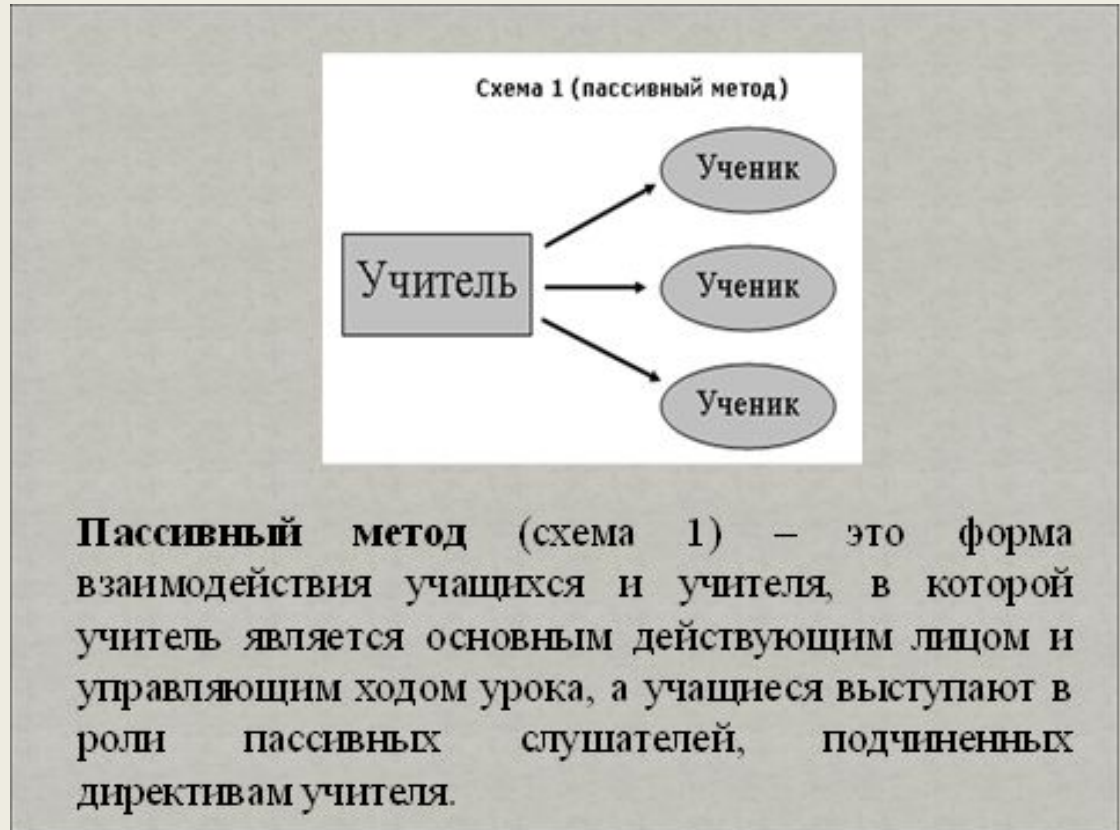 Схема 1 (пассивный метод)
Ученик
Учитель
Ученик
Ученик
Пассивный метод (схема 1) – это форма
взаимодействия учащихся и учителя, в которой
учитель является основным действующим лицом и
управляющим ходом урока, а учащиеся выступают в
роли пассивных слушателей, подчиненных
директивам учителя.